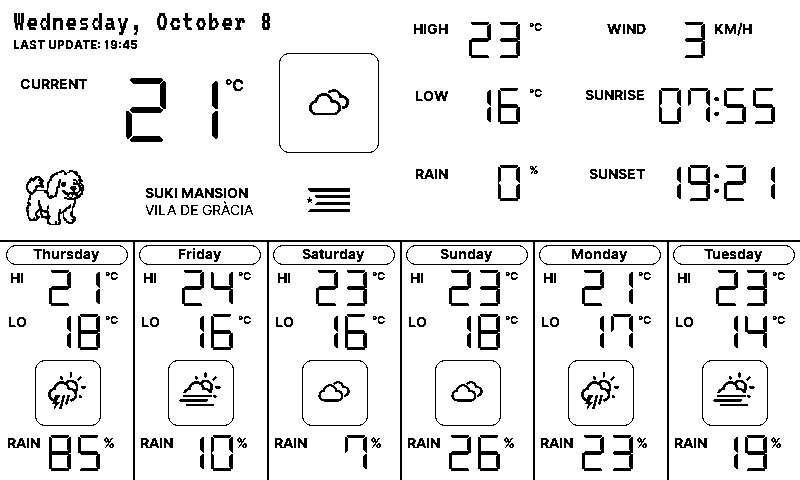 Wednesday, October 8
LAST UPDATE: 19:45
CURRENT 21 °C
HIGH 23 °C
LOW 16 °C
RAIN 0 %
WIND 3 KM/H
SUNRISE 07:55
SUNSET 19:21
SUKI MANSION
VILA DE GRÀCIA
Thursday
HI 21 °C
LO 18 °C
RAIN 85 %
Friday
HI 24 °C
LO 16 °C
RAIN 10 %
Saturday
HI 23 °C
LO 16 °C
RAIN 7 %
Sunday
HI 23 °C
LO 18 °C
RAIN 26 %
Monday
HI 21 °C
LO 17 °C
RAIN 23 %
Tuesday
HI 23 °C
LO 14 °C
RAIN 19 %